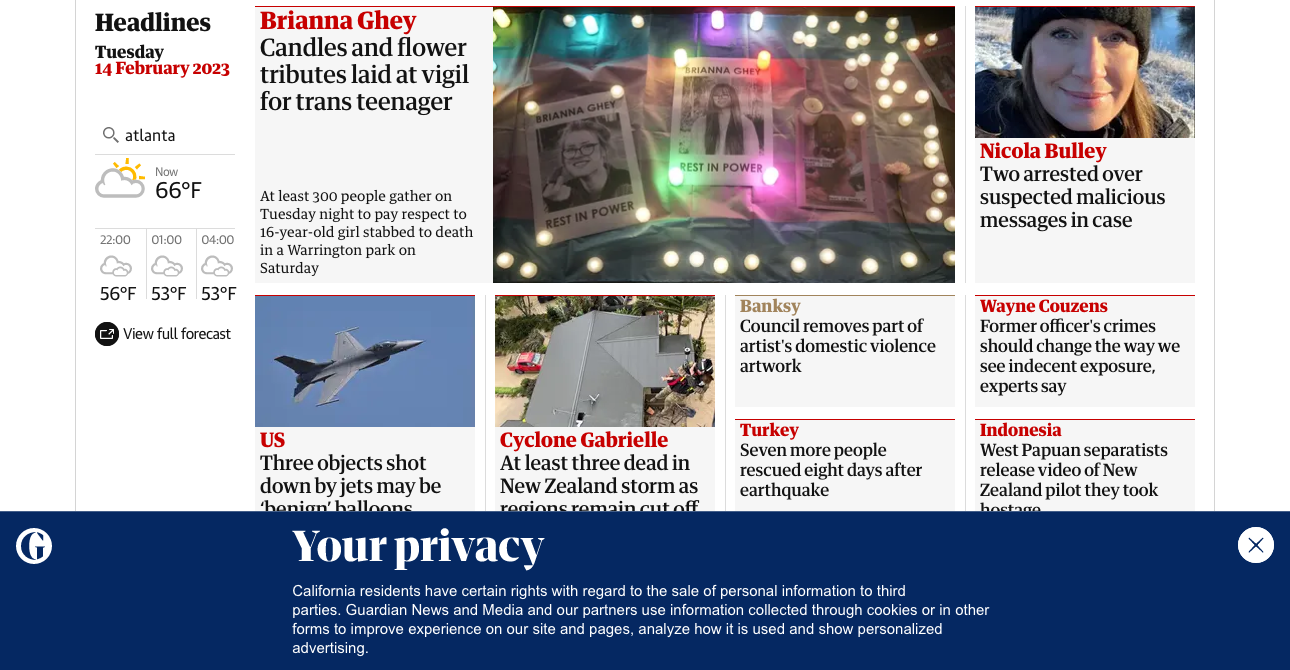 Headlines
Tuesday
14 February 2023
atlanta
Now
66°F
22:00
01:00
04:00
56°F
53°F
53°F
View full forecast
Brianna Ghey
Candles and flower
tributes laid at vigil
for trans teenager
At least 300 people gather on
Tuesday night to pay respect to
16-year-old girl stabbed to death
in a Warrington park on
Saturday
BRIANNA GHEY
REST IN POWER
BRIANNA GHEY
REST IN POWER
Nicola Bulley
Two arrested over
suspected malicious
messages in case
US
Three objects shot
down by jets may be
‘benign’ balloons
Cyclone Gabrielle
At least three dead in
New Zealand storm as
regions remain cut off
Banksy
Council removes part of
artist's domestic violence
artwork
Wayne Couzens
Former officer's crimes
should change the way we
see indecent exposure,
experts say
Turkey
Seven more people
rescued eight days after
earthquake
Indonesia
West Papuan separatists
release video of New
Zealand pilot they took
hostage
G
Your privacy
California residents have certain rights with regard to the sale of personal information to third
parties. Guardian News and Media and our partners use information collected through cookies or in other
forms to improve experience on our site and pages, analyze how it is used and show personalized
advertising.